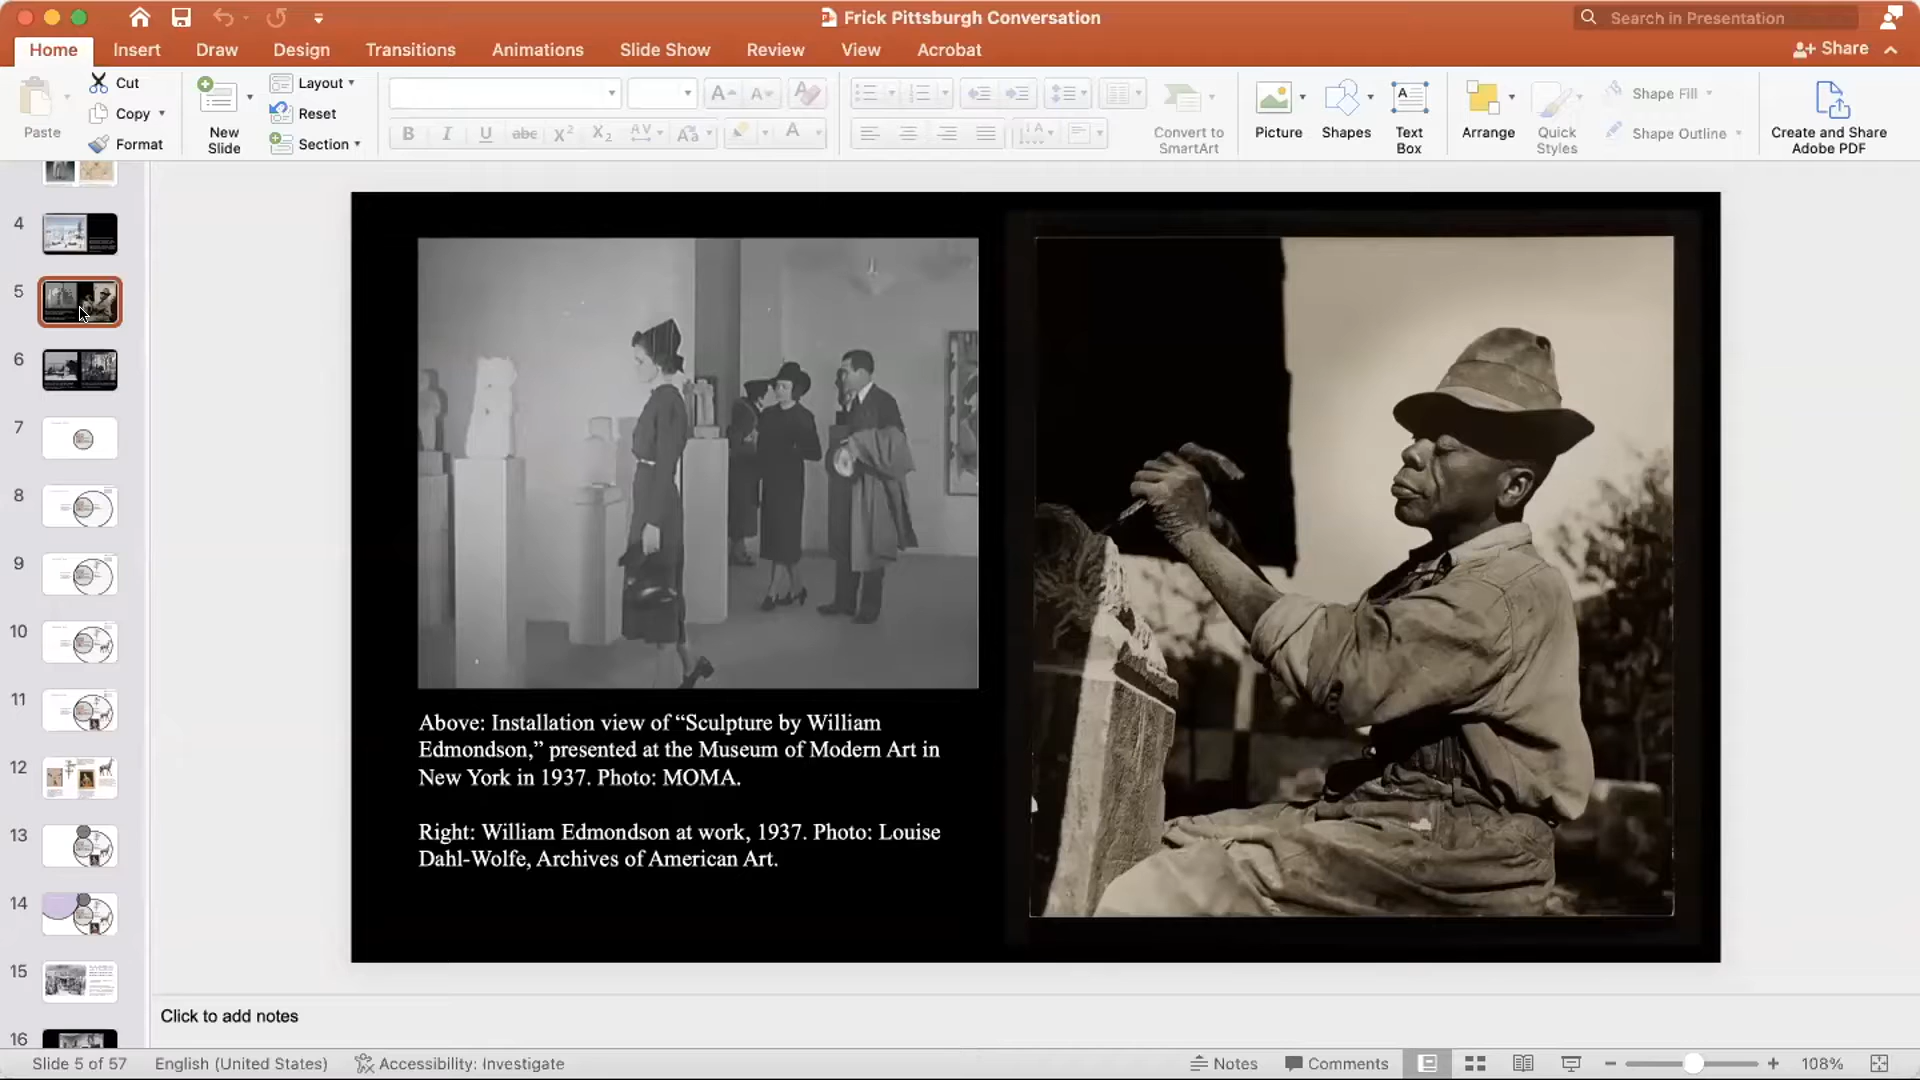 Frick Pittsburgh Conversation
Search in Presentation
Home Insert Draw Design Transitions Animations Slide Show Review View Acrobat
Share
Paste
Cut
Copy
Format
New Slide
Layout
Reset
Section
Convert to SmartArt
Picture
Shapes
Text Box
Arrange
Quick Styles
Shape Fill
Shape Outline
Create and Share Adobe PDF
4
5
6
7
8
9
10
11
12
13
14
15
16
Above: Installation view of “Sculpture by William
Edmondson,” presented at the Museum of Modern Art in
New York in 1937. Photo: MOMA.
Right: William Edmondson at work, 1937. Photo: Louise
Dahl-Wolfe, Archives of American Art.
Click to add notes
Slide 5 of 57 English (United States) Accessibility: Investigate Notes Comments 108%